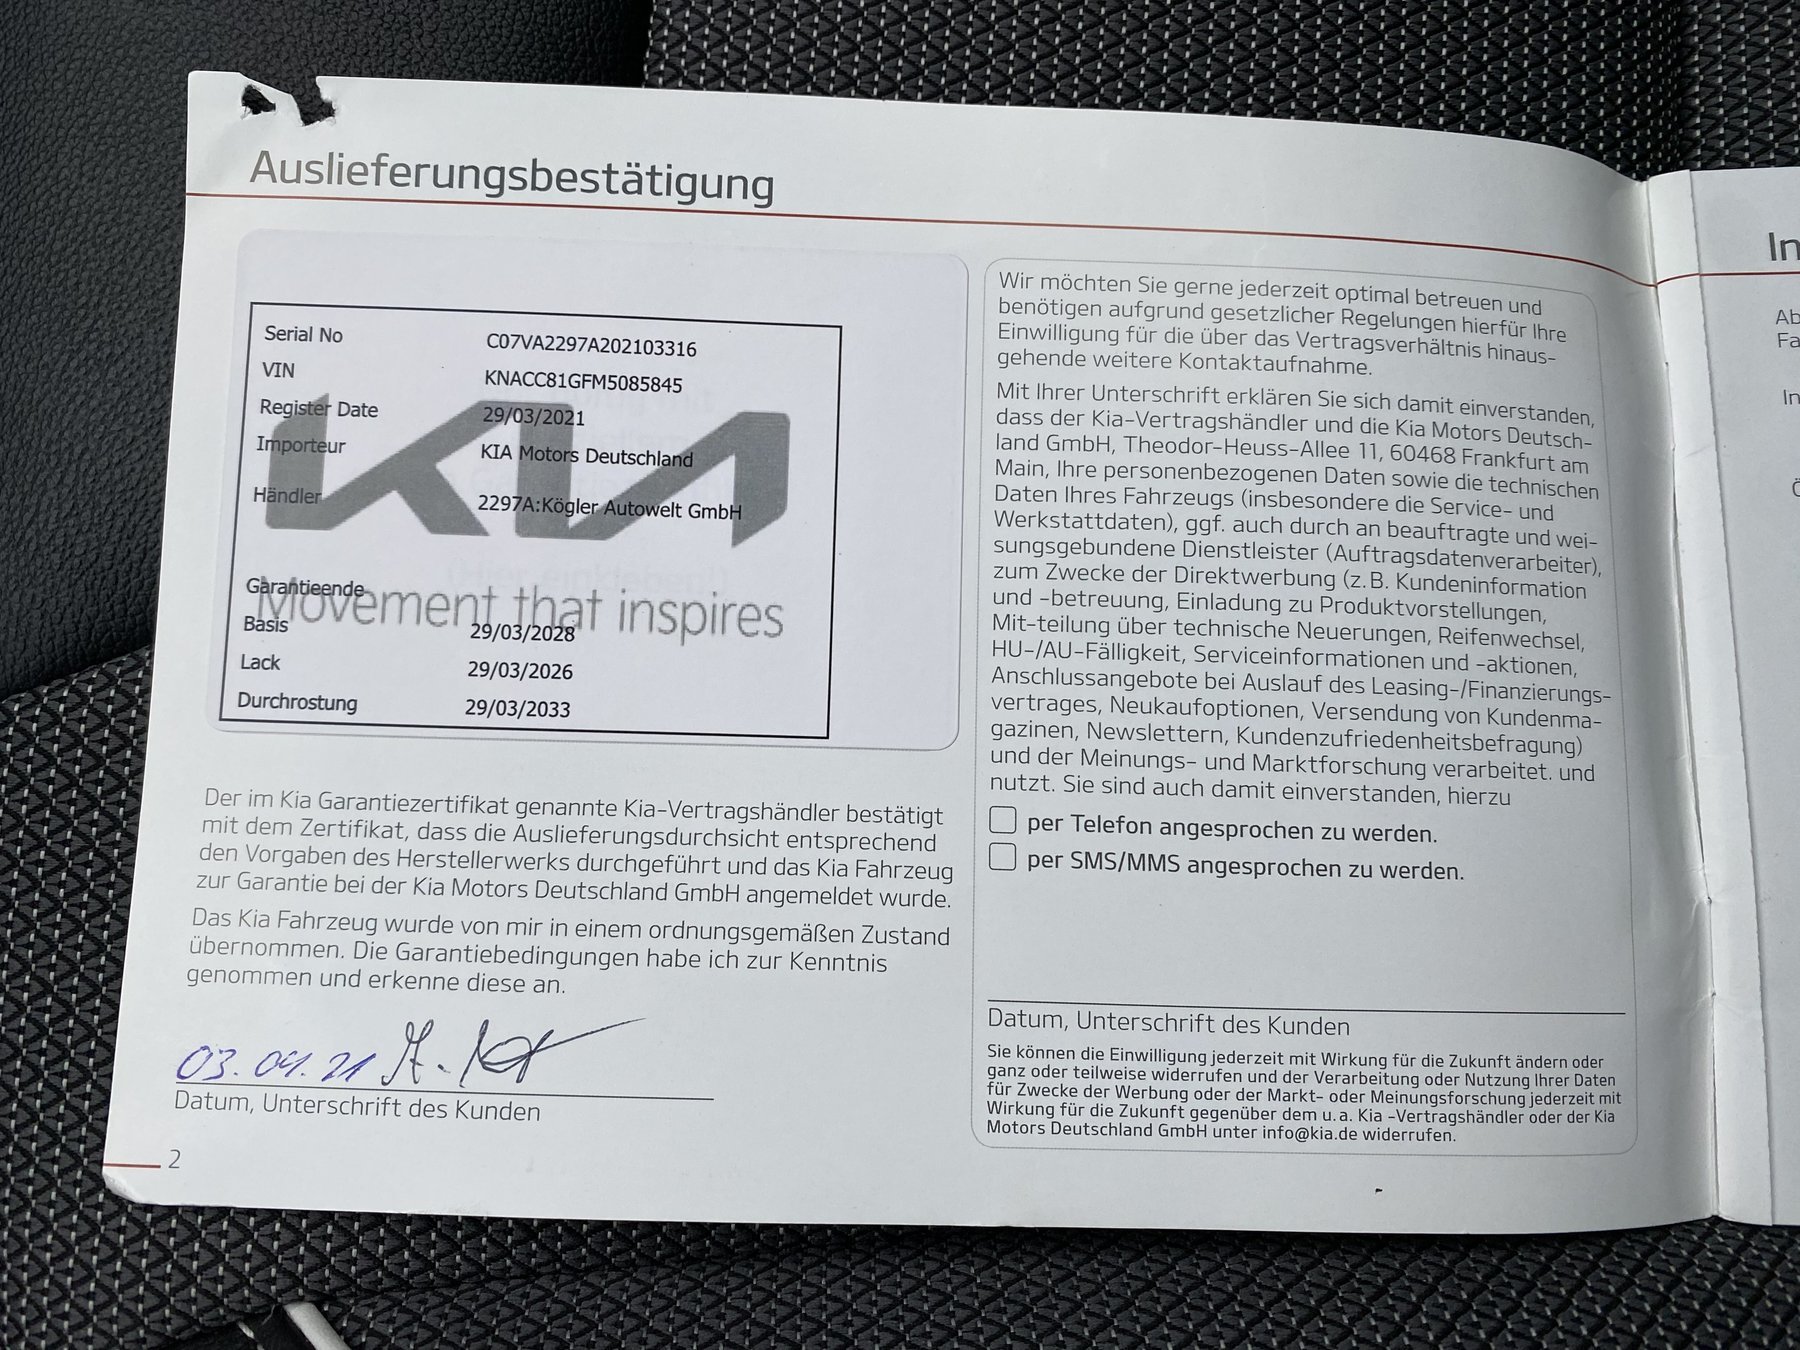 Auslieferungsbestätigung
Serial No C07VA2297A202103316
VIN KNACC81GFM5085845
Register Date 29/03/2021
Importeur KIA Motors Deutschland
Händler 2297A:Kögler Autowelt GmbH
KIA
Garantieende
Movement that inspires
Basis 29/03/2028
Lack 29/03/2026
Durchrostung 29/03/2033
Der im Kia Garantiezertifikat genannte Kia-Vertragshändler bestätigt
mit dem Zertifikat, dass die Auslieferungsdurchsicht entsprechend
den Vorgaben des Herstellerwerks durchgeführt und das Kia Fahrzeug
zur Garantie bei der Kia Motors Deutschland GmbH angemeldet wurde.
Das Kia Fahrzeug wurde von mir in einem ordnungsgemäßen Zustand
übernommen. Die Garantiebedingungen habe ich zur Kenntnis
genommen und erkenne diese an.
03.04.21
Datum, Unterschrift des Kunden
2
Wir möchten Sie gerne jederzeit optimal betreuen und
benötigen aufgrund gesetzlicher Regelungen hierfür Ihre
Einwilligung für die über das Vertragsverhältnis hinaus-
gehende weitere Kontaktaufnahme.
Mit Ihrer Unterschrift erklären Sie sich damit einverstanden,
dass der Kia-Vertragshändler und die Kia Motors Deutsch-
land GmbH, Theodor-Heuss-Allee 11, 60468 Frankfurt am
Main, Ihre personenbezogenen Daten sowie die technischen
Daten Ihres Fahrzeugs (insbesondere die Service- und
Werkstattdaten), ggf. auch durch an beauftragte und wei-
sungsgebundene Dienstleister (Auftragsdatenverarbeiter),
zum Zwecke der Direktwerbung (z.B. Kundeninformation
und -betreuung, Einladung zu Produktvorstellungen,
Mit-teilung über technische Neuerungen, Reifenwechsel,
HU-/AU-Fälligkeit, Serviceinformationen und -aktionen,
Anschlussangebote bei Auslauf des Leasing-/Finanzierungs-
vertrages, Neukaufoptionen, Versendung von Kundenma-
gazinen, Newslettern, Kundenzufriedenheitsbefragung)
und der Meinungs- und Marktforschung verarbeitet. und
nutzt. Sie sind auch damit einverstanden, hierzu
per Telefon angesprochen zu werden.
per SMS/MMS angesprochen zu werden.
Datum, Unterschrift des Kunden
Sie können die Einwilligung jederzeit mit Wirkung für die Zukunft ändern oder
ganz oder teilweise widerrufen und der Verarbeitung oder Nutzung Ihrer Daten
für Zwecke der Werbung oder der Markt- oder Meinungsforschung jederzeit mit
Wirkung für die Zukunft gegenüber dem u.a. Kia -Vertragshändler oder der Kia
Motors Deutschland GmbH unter info@kia.de widerrufen.
In
Ab
Fa
In